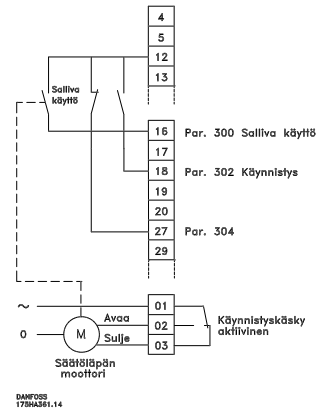 4
5
12
13
Salliva
käyttö
16 Par. 300 Salliva käyttö
17
18 Par. 302 Käynnistys
19
20
27 Par. 304
29
~ 01
Avaa 02 Käynnistyskäsky
aktiivinen
0 M Sulje 03
Säätöläpän
moottori
DANFOSS
175HA361.14